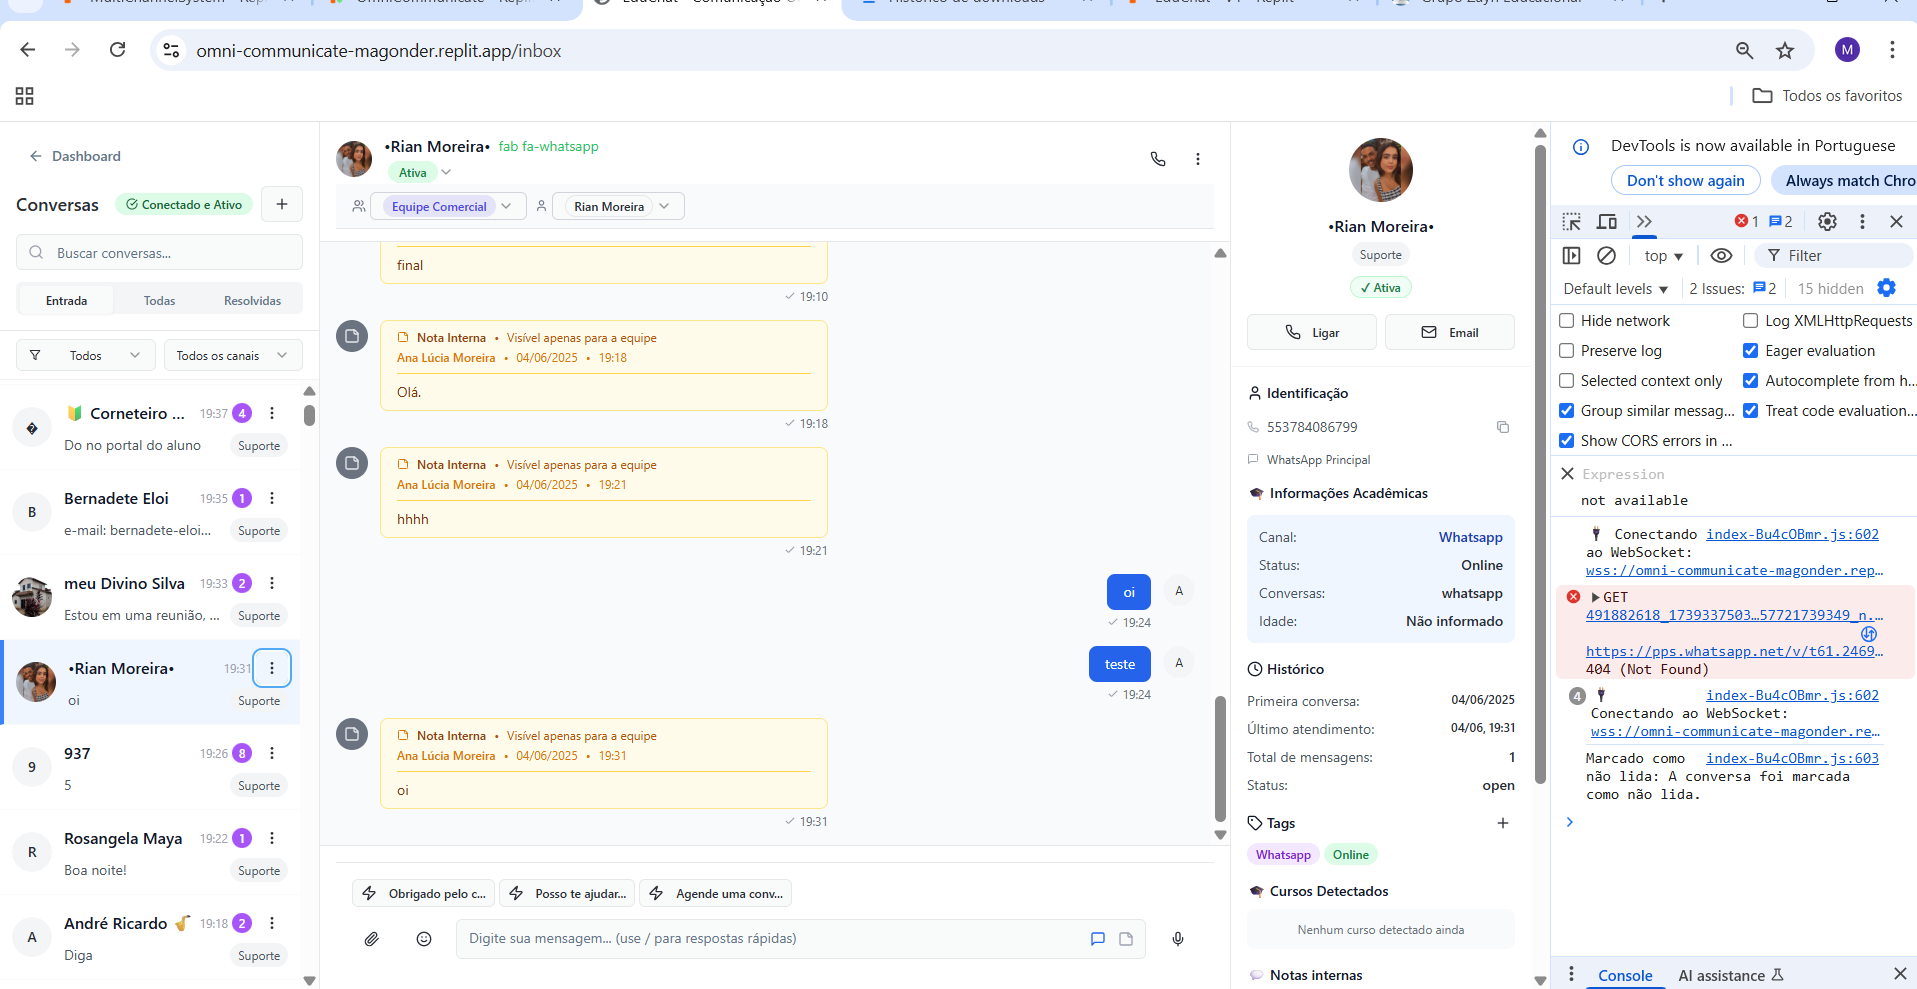 omni-communicate-magonder.replit.app/inbox
M
Todos os favoritos
Dashboard
Conversas
Conectado e Ativo
Buscar conversas...
Entrada
Todas
Resolvidas
Todos
Todos os canais
Corneteiro ...
19:37
4
Do no portal do aluno
Suporte
B
Bernadete Eloi
19:35
1
e-mail: bernadete-eloi...
Suporte
meu Divino Silva
19:33
2
Estou em uma reunião, ...
Suporte
•Rian Moreira•
19:31
oi
Suporte
9
937
19:26
8
5
Suporte
R
Rosangela Maya
19:22
1
Boa noite!
Suporte
A
André Ricardo
19:18
2
Diga
Suporte
•Rian Moreira•
fab fa-whatsapp
Ativa
Equipe Comercial
Rian Moreira
final
19:10
Nota Interna • Visível apenas para a equipe
Ana Lúcia Moreira • 04/06/2025 • 19:18
Olá.
19:18
Nota Interna • Visível apenas para a equipe
Ana Lúcia Moreira • 04/06/2025 • 19:21
hhhh
19:21
oi
A
19:24
teste
A
19:24
Nota Interna • Visível apenas para a equipe
Ana Lúcia Moreira • 04/06/2025 • 19:31
oi
19:31
Obrigado pelo c...
Posso te ajudar...
Agende uma conv...
Digite sua mensagem... (use / para respostas rápidas)
•Rian Moreira•
Suporte
✓ Ativa
Ligar
Email
Identificação
553784086799
WhatsApp Principal
Informações Acadêmicas
Canal: Whatsapp
Status: Online
Conversas: whatsapp
Idade: Não informado
Histórico
Primeira conversa: 04/06/2025
Último atendimento: 04/06, 19:31
Total de mensagens: 1
Status: open
Tags
Whatsapp
Online
Cursos Detectados
Nenhum curso detectado ainda
Notas internas
DevTools is now available in Portuguese
Don't show again
Always match Chro
1
2
top
Filter
Default levels
2 Issues:
2
15 hidden
Hide network
Log XMLHttpRequests
Preserve log
Eager evaluation
Selected context only
Autocomplete from h...
Group similar messag...
Treat code evaluation...
Show CORS errors in ...
Expression
not available
Conectando index-Bu4cOBmr.js:602
ao WebSocket:
wss://omni-communicate-magonder.rep…
GET
491882618_1739337503…57721739349_n.…
https://pps.whatsapp.net/v/t61.2469…
404 (Not Found)
4
index-Bu4cOBmr.js:602
Conectando ao WebSocket:
wss://omni-communicate-magonder.re…
Marcado como index-Bu4cOBmr.js:603
não lida: A conversa foi marcada
como não lida.
Console
AI assistance